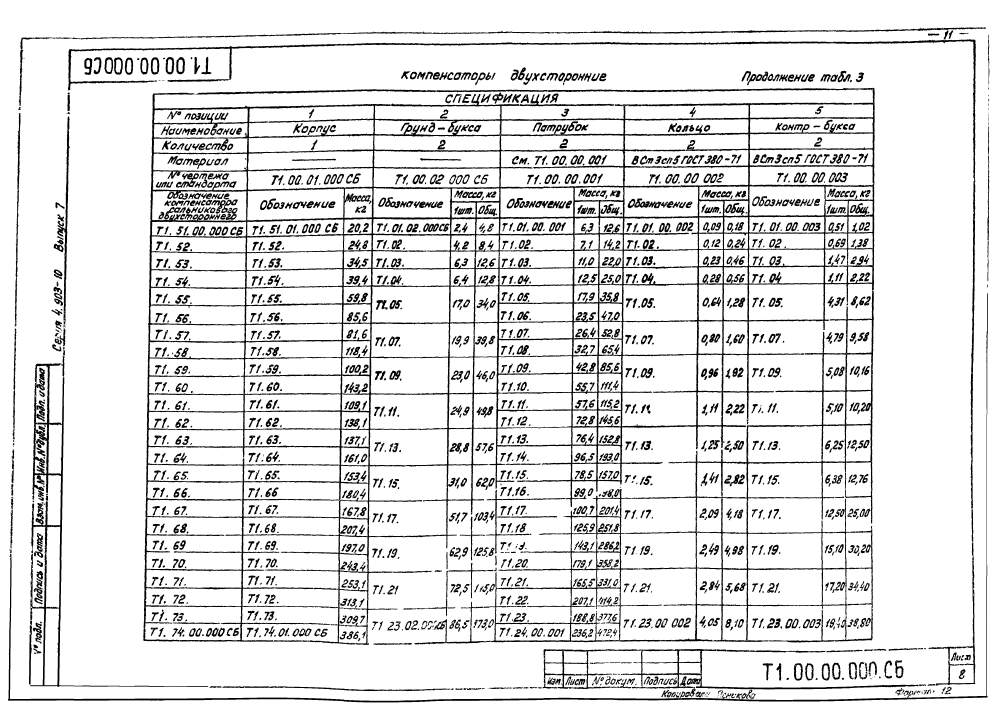 — 11 —
Т1.00.00.000СБ
Компенсаторы двухсторонние
Продолжение табл. 3
СПЕЦИФИКАЦИЯ
№ позиции 1 2 3 4 5
Наименование Корпус Грунд-букса Патрубок Кольцо Контр-букса
Количество 1 2 2 2 2
Материал — — См. Т1.00.00.001 ВСт3сп5 ГОСТ 380-71 ВСт3сп5 ГОСТ 380-71
№ чертежа или стандарта Т1.00.01.000СБ Т1.00.02 000 СБ Т1.00.00.001 Т1.00.00 002 Т1.00.00.003
Обозначение компенсатора сальникового двухстороннего Обозначение Масса, кг Обозначение Масса, кг 1шт. Общ. Обозначение Масса, кг 1шт. Общ. Обозначение Масса, кг 1шт. Общ. Обозначение Масса, кг 1шт. Общ.
Т1. 51.00.000СБ Т1. 51.01.000 СБ 20,2 Т1.01.02.000СБ 2,4 4,8 Т1.01.00.001 6,3 12,6 Т1.01.00.002 0,09 0,18 Т1.01.00.003 0,51 1,02
Т1. 52. Т1. 52. 24,8 Т1.02. 4,2 8,4 Т1.02. 7,1 14,2 Т1.02. 0,12 0,24 Т1.02. 0,69 1,38
Т1. 53. Т1. 53. 34,5 Т1.03. 6,3 12,6 Т1.03. 11,0 22,0 Т1.03. 0,23 0,46 Т1.03. 1,47 2,94
Т1. 54. Т1.54. 39,4 Т1.04. 6,4 12,8 Т1.04. 12,5 25,0 Т1.04. 0,28 0,56 Т1.04 1,11 2,22
Т1. 55. Т1.55. 59,8 Т1.05. 17,0 34,0 Т1.05. 17,9 35,8 Т1.05. 0,64 1,28 Т1.05. 4,31 8,62
Т1. 56. Т1.56. 85,6 Т1.06. 23,5 47,0
Т1.57. Т1.57. 81,6 Т1.07. 19,9 39,8 Т1.07. 26,4 52,8 Т1.07. 0,80 1,60 Т1.07. 4,79 9,58
Т1. 58 Т1.58. 118,4 Т1.08. 32,7 65,4
Т1. 59. Т1.59. 100,2 Т1.09. 23,0 46,0 Т1.09. 42,8 85,6 Т1.09. 0,96 1,92 Т1.09. 5,08 10,16
Т1. 60. Т1.60. 143,2 Т1.10. 55,7 111,4
Т1. 61. Т1.61. 109,1 Т1.11. 24,9 49,8 Т1.11. 57,6 115,2 Т1.11. 1,11 2,22 Т1.11. 5,10 10,20
Т1. 62. Т1.62. 138,1 Т1.12. 72,8 145,6
Т1. 63. Т1. 63. 137,1 Т1.13. 28,8 57,6 Т1.13. 76,4 152,8 Т1.13. 1,25 2,50 Т1.13. 6,25 12,50
Т1. 64. Т1.64. 161,0 Т1.14. 96,5 193,0
Т1. 65. Т1.65. 153,4 Т1.15. 31,0 62,0 Т1.15. 78,5 157,0 Т1.15. 1,41 2,82 Т1.15. 6,38 12,76
Т1. 66. Т1.66 180,4 Т1.16. 99,0
Т1. 67. Т1. 67. 167,8 Т1.17. 51,7 103,4 Т1.17. 100,7 201,4 Т1.17. 2,09 4,18 Т1.17. 12,50 25,00
Т1. 68. Т1.68. 207,4 Т1.18 125,9 251,8
Т1. 69 Т1.69. 197,0 Т1.19. 62,9 125,8 143,1 286,2 Т1.19. 2,49 4,98 Т1.19. 15,10 30,20
Т1. 70. Т1.70. 243,4 Т1.20. 179,1 358,2
Т1. 71. Т1.71. 253,1 Т1.21 72,5 145,0 Т1.21. 165,5 331,0 Т1.21. 2,84 5,68 Т1.21. 17,20 34,40
Т1. 72. Т1.72. 313,1 Т1.22. 207,1 414,2
Т1. 73. Т1.73. 309,7 Т1 23.02.000СБ 86,5 173,0 Т1.23. 188,8 377,6 Т1.23.00 002 4,05 8,10 Т1.23.00.003 19,40 38,80
Т1. 74.00.000СБ Т1.74.01.000 СБ 386,1 Т1.24.00.001 236,2 472,4
Серия 4.903-10 Выпуск 7
№ подл. Подпись и дата Взам.инв.№ Инв.№ дубл. Подп. и дата
Изм. Лист № докум. Подпись Дата
Т1.00.00.000.СБ
Лист
8
Копировал:
Формат 12